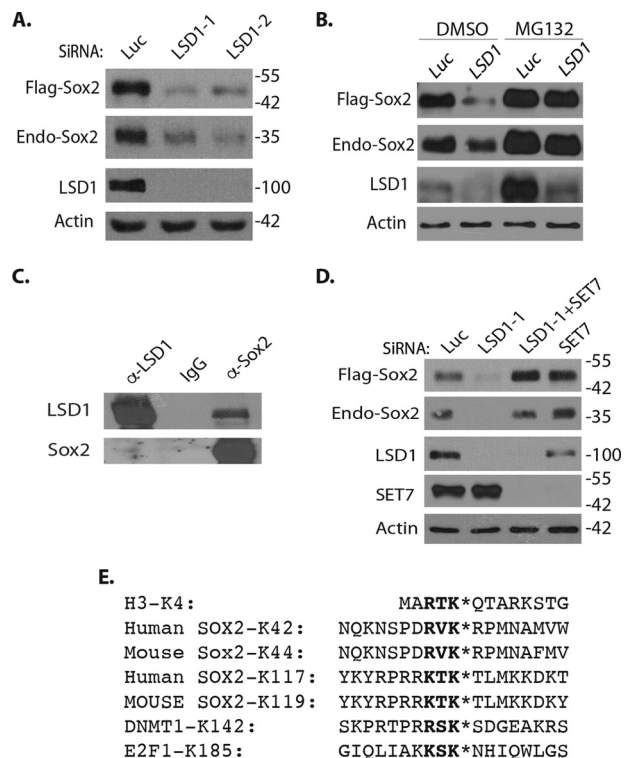 A.
SiRNA: Luc LSD1-1 LSD1-2
Flag-Sox2 -55
-42
Endo-Sox2 -35
LSD1 -100
Actin -42
B.
DMSO MG132
Luc LSD1 Luc LSD1
Flag-Sox2
Endo-Sox2
LSD1
Actin
C.
α-LSD1 IgG α-Sox2
LSD1
Sox2
D.
SiRNA: Luc LSD1-1 LSD1-1+SET7 SET7
Flag-Sox2 -55
-42
Endo-Sox2 -35
LSD1 -100
SET7 -55
-42
Actin -42
E.
H3-K4: MARTK*QTARKSTG
Human SOX2-K42: NQKNSPDRVK*RPMNAMVW
Mouse Sox2-K44: NQKNSPDRVK*RPMNAFMV
Human SOX2-K117: YKYRPRRKTK*TLMKKDKT
MOUSE SOX2-K119: YKYRPRRKTK*TLMKKDKY
DNMT1-K142: SKPRTPRRSK*SDGEAKRS
E2F1-K185: GIQLIAKKSK*NHIQWLGS